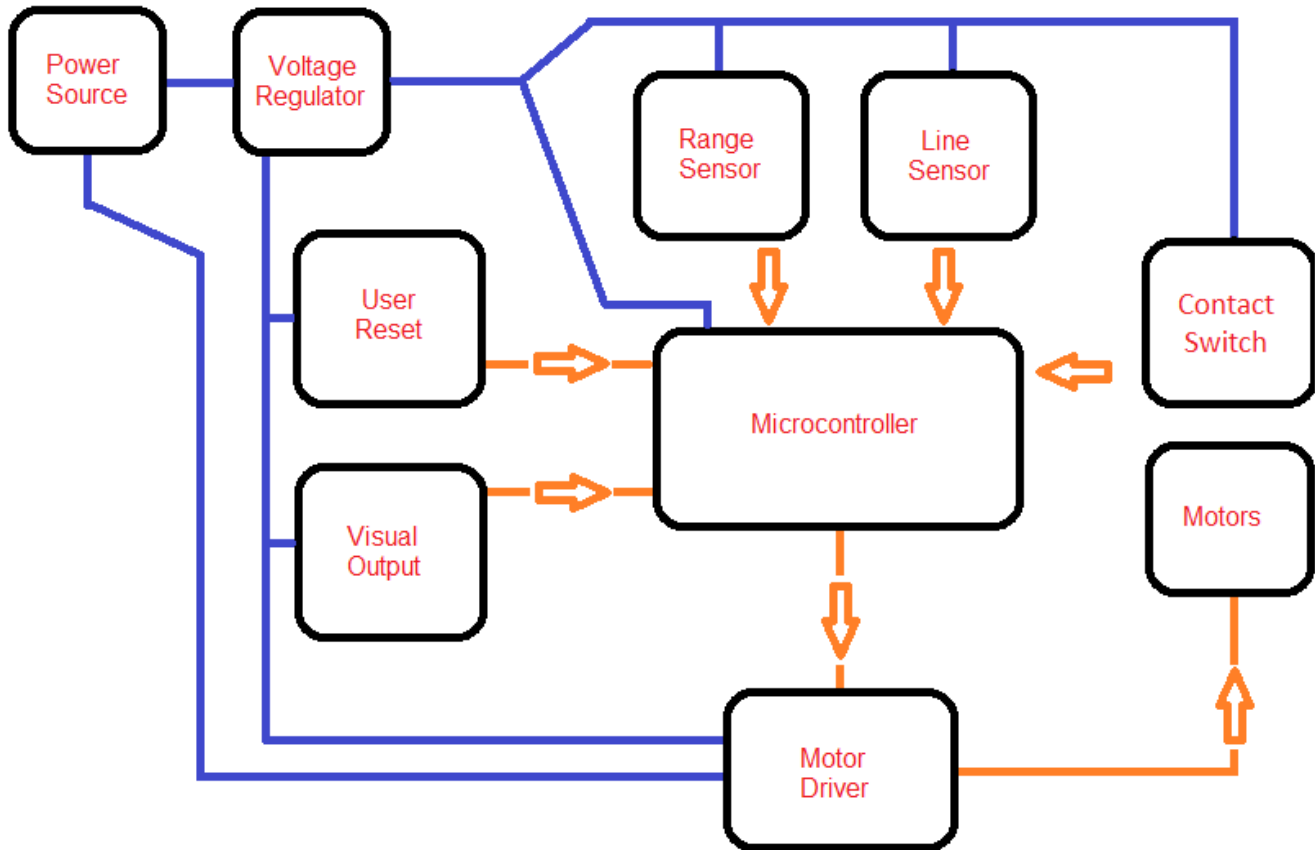 Power
Source
Voltage
Regulator
Range
Sensor
Line
Sensor
User
Reset
Contact
Switch
Microcontroller
Visual
Output
Motors
Motor
Driver